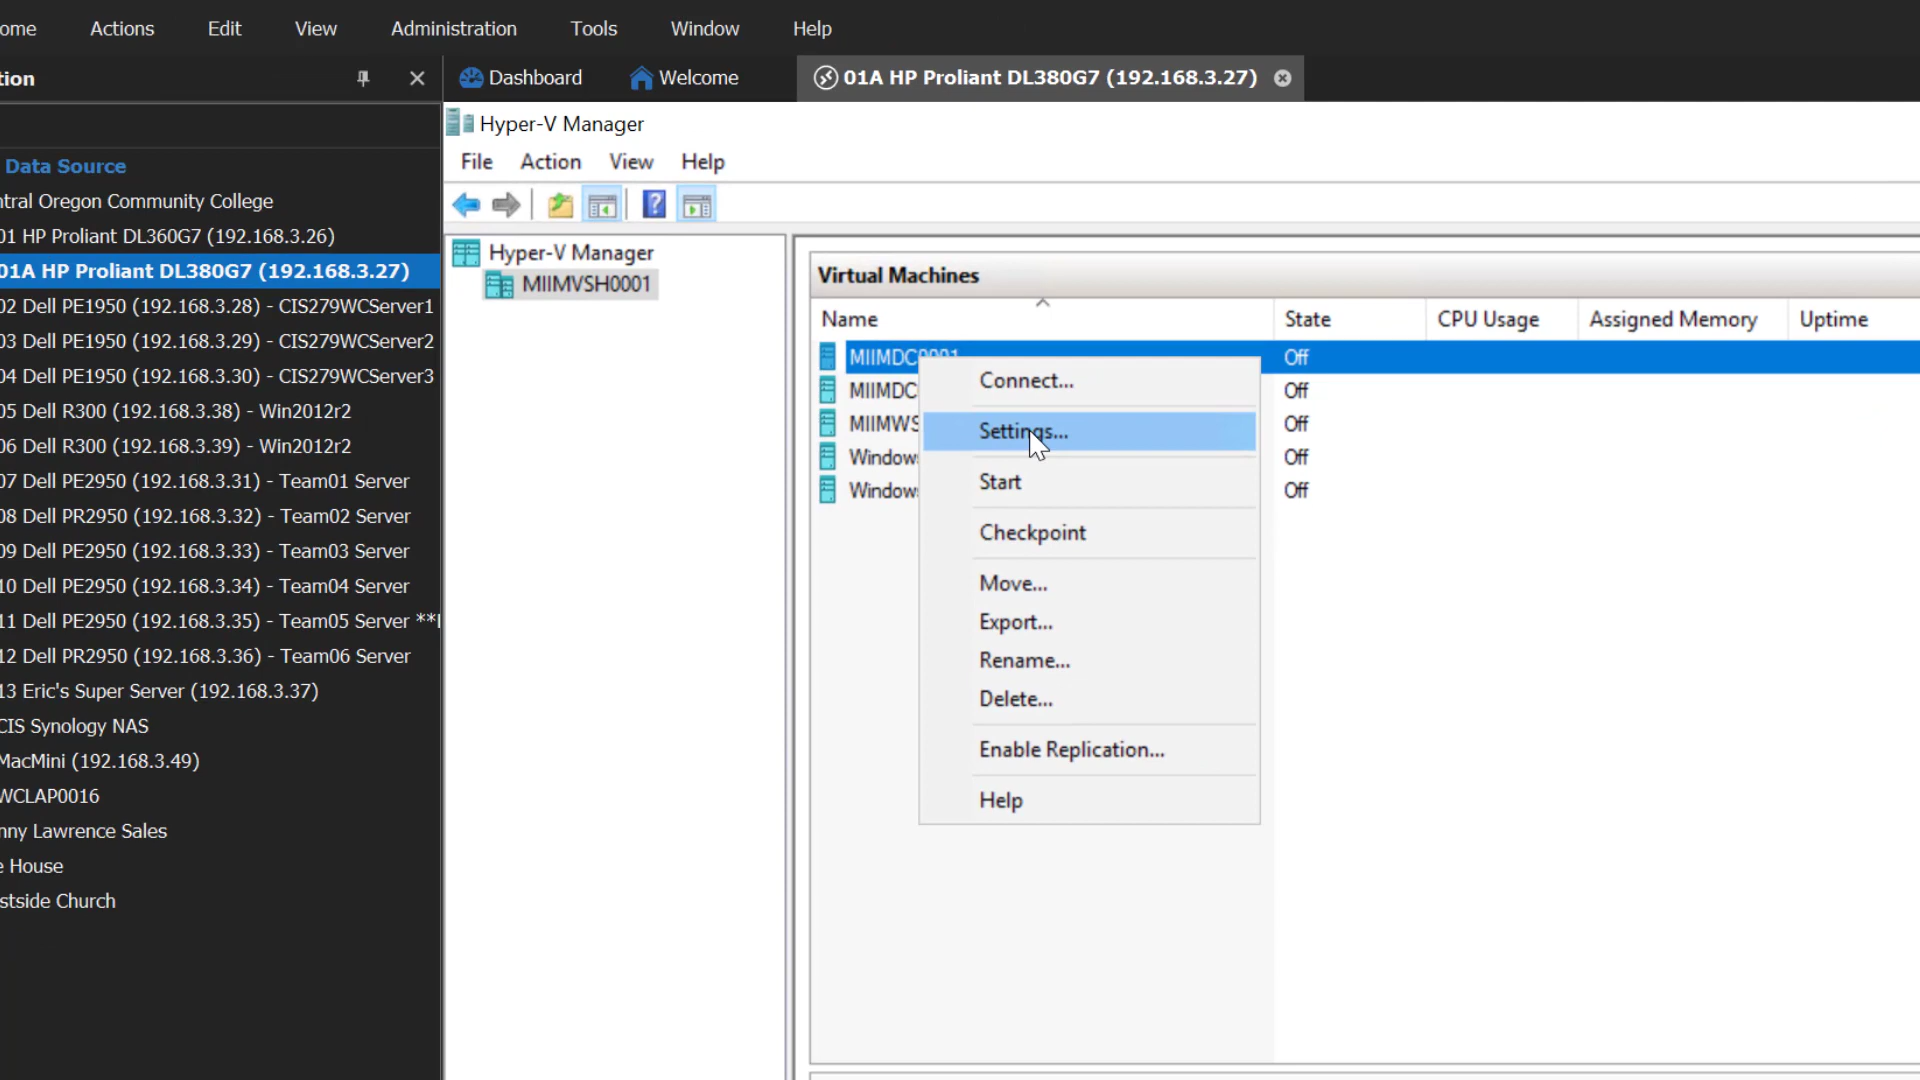 ome Actions Edit View Administration Tools Window Help
tion
Dashboard Welcome 01A HP Proliant DL380G7 (192.168.3.27)
Data Source
ntral Oregon Community College
01 HP Proliant DL360G7 (192.168.3.26)
01A HP Proliant DL380G7 (192.168.3.27)
02 Dell PE1950 (192.168.3.28) - CIS279WCServer1
03 Dell PE1950 (192.168.3.29) - CIS279WCServer2
04 Dell PE1950 (192.168.3.30) - CIS279WCServer3
05 Dell R300 (192.168.3.38) - Win2012r2
06 Dell R300 (192.168.3.39) - Win2012r2
07 Dell PE2950 (192.168.3.31) - Team01 Server
08 Dell PR2950 (192.168.3.32) - Team02 Server
09 Dell PE2950 (192.168.3.33) - Team03 Server
10 Dell PE2950 (192.168.3.34) - Team04 Server
11 Dell PE2950 (192.168.3.35) - Team05 Server **
12 Dell PR2950 (192.168.3.36) - Team06 Server
13 Eric's Super Server (192.168.3.37)
CIS Synology NAS
MacMini (192.168.3.49)
WCLAP0016
nny Lawrence Sales
e House
stside Church
Hyper-V Manager
File Action View Help
Hyper-V Manager
MIIMVSH0001
Virtual Machines
Name State CPU Usage Assigned Memory Uptime
MIIMDC0001 Off
MIIMDC Off
MIIMWS Off
Window Off
Window Off
Connect...
Settings...
Start
Checkpoint
Move...
Export...
Rename...
Delete...
Enable Replication...
Help